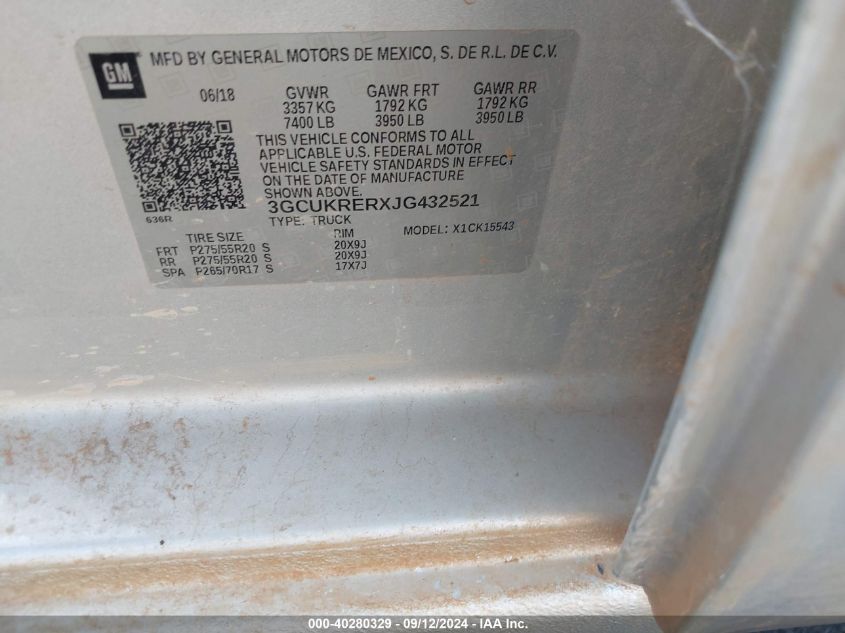 GM
MFD BY GENERAL MOTORS DE MEXICO, S. DE R.L. DE C.V.
06/18 GVWR GAWR FRT GAWR RR
3357 KG 1792 KG 1792 KG
7400 LB 3950 LB 3950 LB
THIS VEHICLE CONFORMS TO ALL
APPLICABLE U.S. FEDERAL MOTOR
VEHICLE SAFETY STANDARDS IN EFFECT
ON THE DATE OF MANUFACTURE
SHOWN ABOVE.
636R
3GCUKRERXJG432521
TYPE: TRUCK MODEL: X1CK15543
TIRE SIZE RIM
FRT P275/55R20 S 20X9J
RR P275/55R20 S 20X9J
SPA P265/70R17 S 17X7J
000-40280329 - 09/12/2024 - IAAI.com